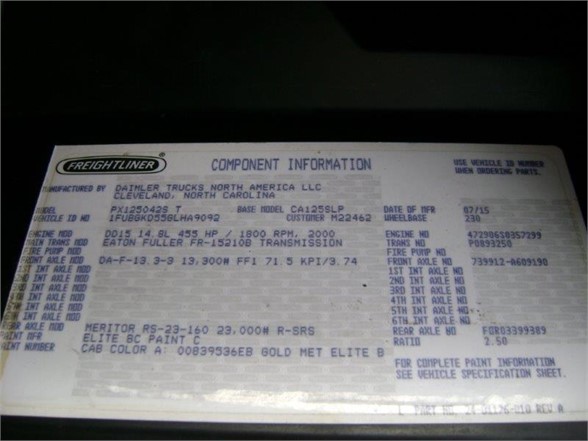 FREIGHTLINER
COMPONENT INFORMATION
USE VEHICLE ID NUMBER
WHEN ORDERING PARTS.
MANUFACTURED BY DAIMLER TRUCKS NORTH AMERICA LLC
CLEVELAND, NORTH CAROLINA
MODEL PX125042S T BASE MODEL CA125SLP DATE OF MFR 07/15
VEHICLE ID NO 1FUBGKD55GLHA9092 CUSTOMER M22462 WHEELBASE 230
ENGINE MOD DD15 14.8L 455 HP / 1800 RPM, 2000 ENGINE NO 472906S0357299
MAIN TRANS MOD EATON FULLER FR-15210B TRANSMISSION TRANS NO P0893250
FIRE PUMP MOD FIRE PUMP NO
FRONT AXLE MOD DA-F-13.3-3 13,300# FF1 71.5 KPI/3.74 FRONT AXLE NO 739912-A609190
1ST INT AXLE MOD 1ST INT AXLE NO
2ND INT AXLE MOD 2ND INT AXLE NO
3RD INT AXLE MOD 3RD INT AXLE NO
4TH INT AXLE MOD 4TH INT AXLE NO
5TH INT AXLE MOD 5TH INT AXLE NO
6TH INT AXLE MOD 6TH INT AXLE NO
REAR AXLE MOD MERITOR RS-23-160 23,000# R-SRS REAR AXLE NO FOR03399389
PAINT MFR ELITE BC PAINT C RATIO 2.50
PAINT NUMBER CAB COLOR A: 00839536EB GOLD MET ELITE B
FOR COMPLETE PAINT INFORMATION
SEE VEHICLE SPECIFICATION SHEET.
PART NO. REV A